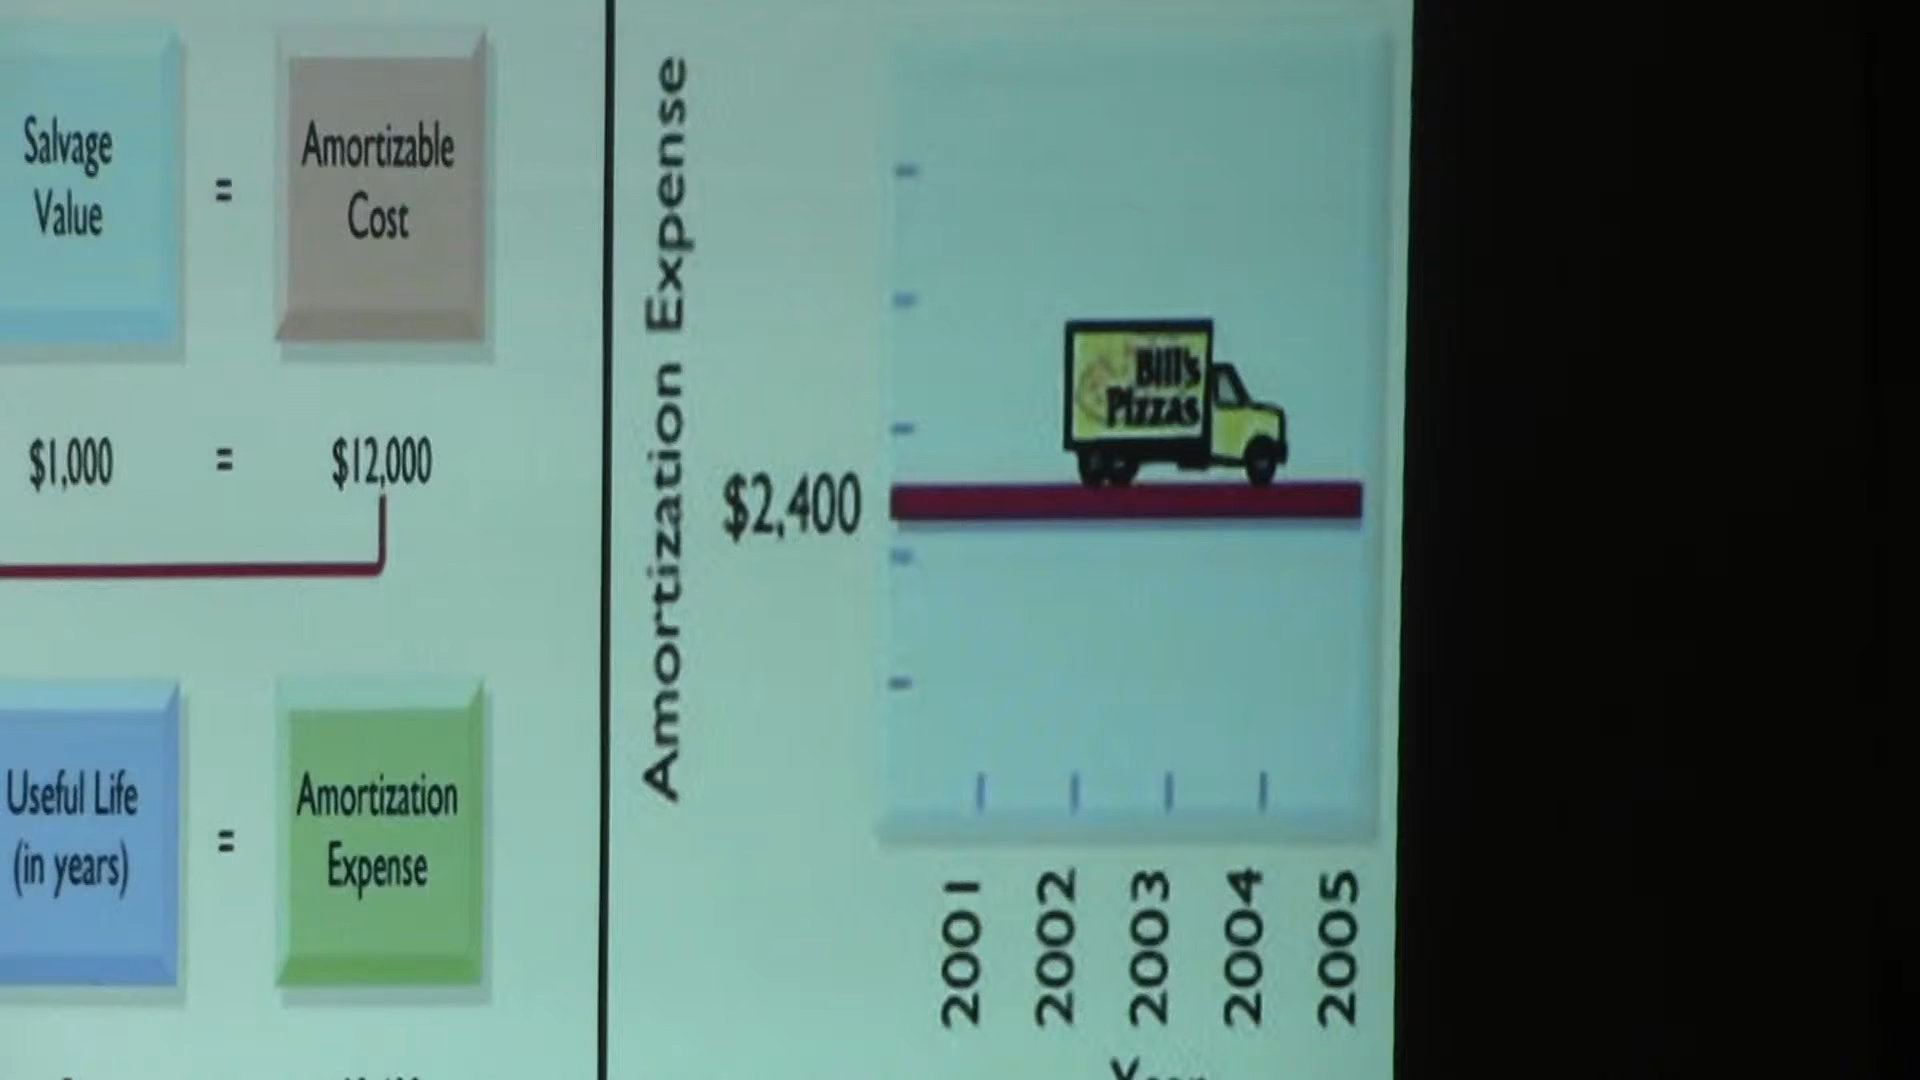 Salvage
Value
=
Amortizable
Cost
$1,000
=
$12,000
Useful Life
(in years)
=
Amortization
Expense
Amortization Expense
$2,400
Bill's
Pizzas
2001
2002
2003
2004
2005